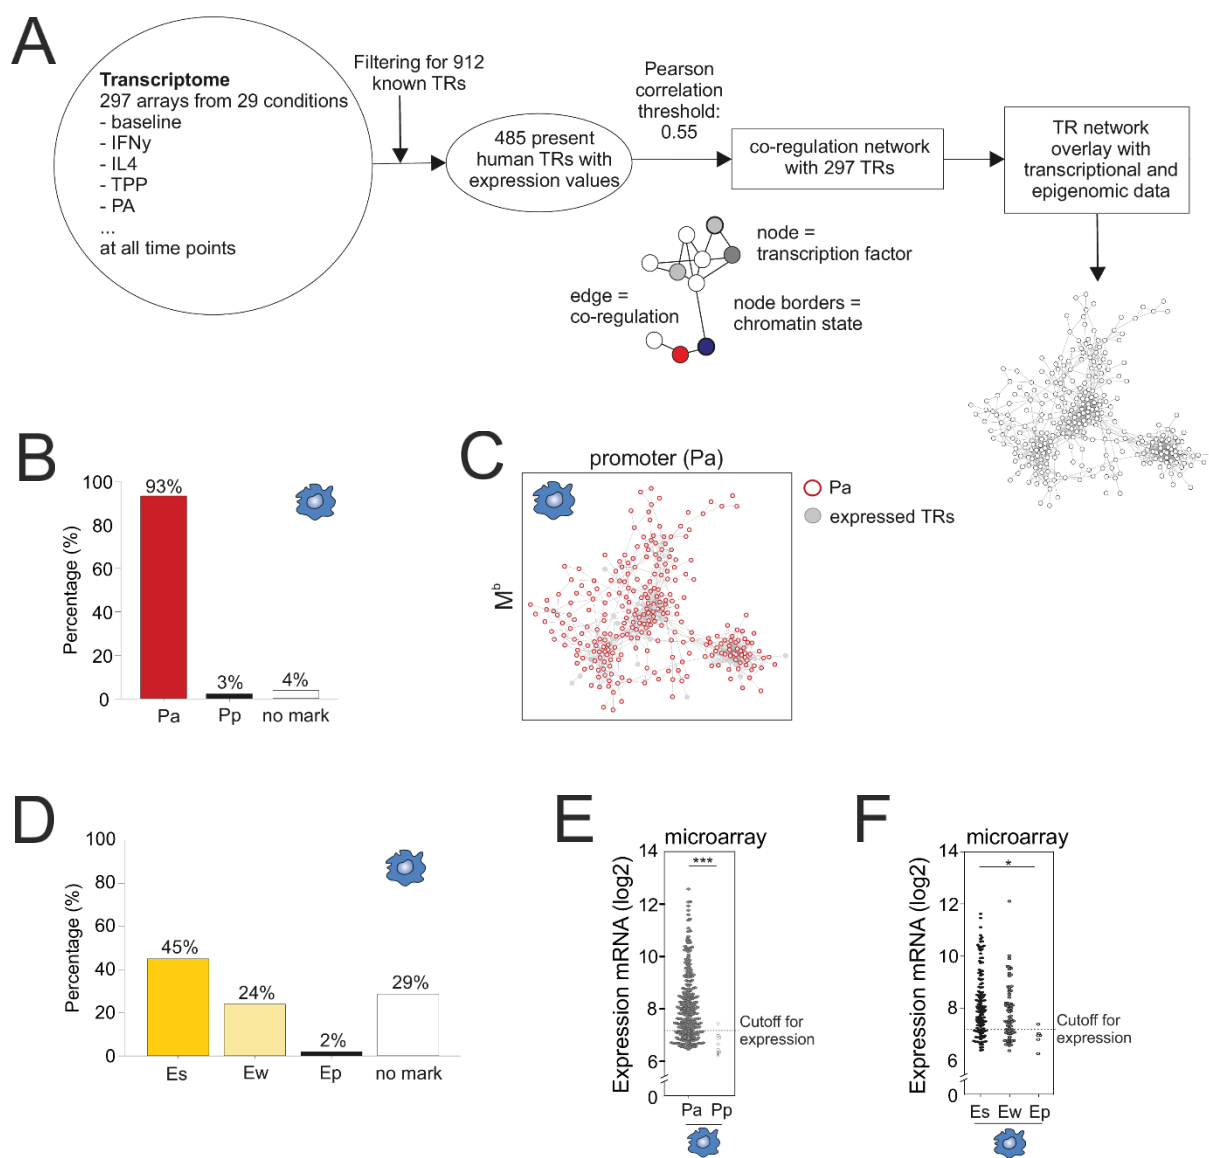 A
Transcriptome
297 arrays from 29 conditions
- baseline
- IFNy
- IL4
- TPP
- PA
...
at all time points
Filtering for 912
known TRs
485 present
human TRs with
expression values
Pearson
correlation
threshold:
0.55
co-regulation network
with 297 TRs
TR network
overlay with
transcriptional and
epigenomic data
node =
transcription factor
edge =
co-regulation
node borders =
chromatin state
B
Percentage (%)
100
80
60
40
20
0
93%
3%
4%
Pa
Pp
no mark
C
promoter (Pa)
M^b
Pa
expressed TRs
D
Percentage (%)
100
80
60
40
20
0
45%
24%
2%
29%
Es
Ew
Ep
no mark
E
microarray
Expression mRNA (log2)
14
12
10
8
6
0
***
Cutoff for
expression
Pa Pp
F
microarray
Expression mRNA (log2)
14
12
10
8
6
0
*
Cutoff for
expression
Es Ew Ep